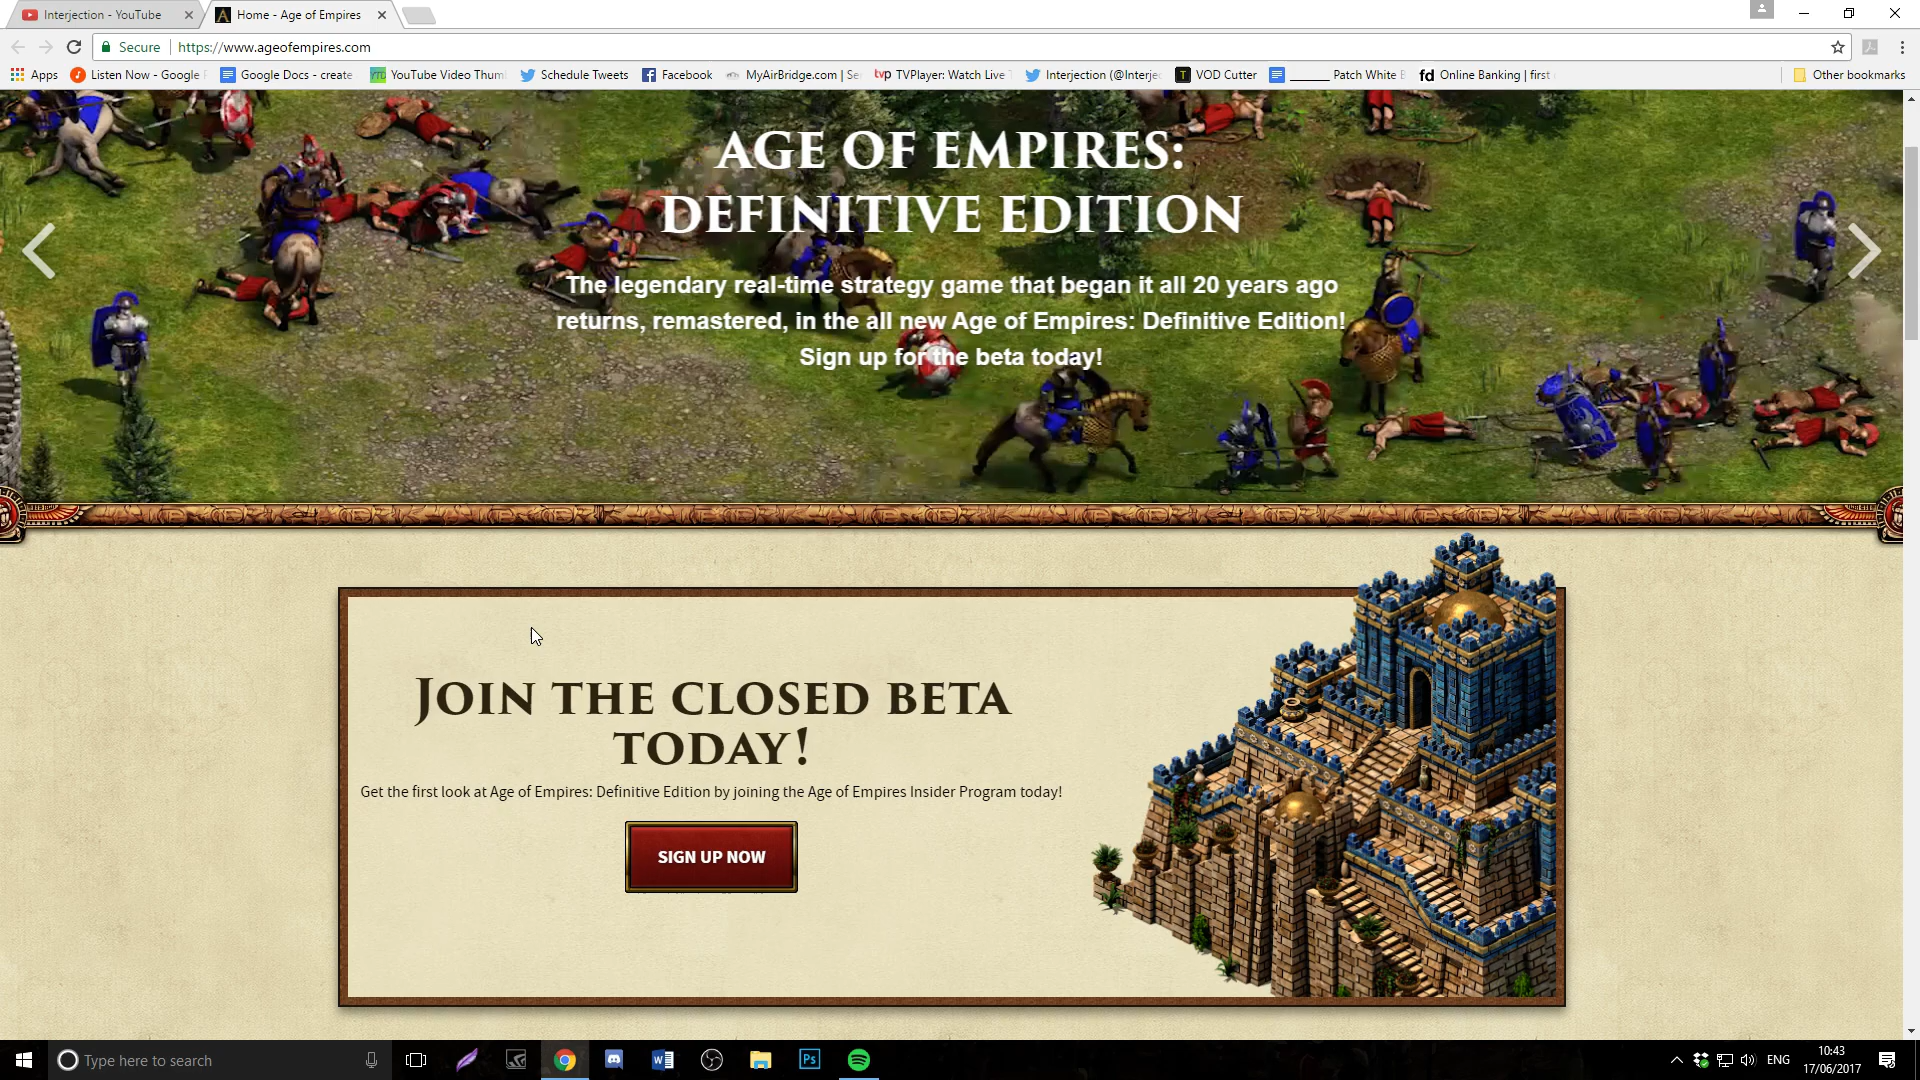 Interjection - YouTube
Home - Age of Empires
Secure
https://www.ageofempires.com
Apps
Listen Now - Google
Google Docs - create
YouTube Video Thum
Schedule Tweets
Facebook
MyAirBridge.com | Se
TVPlayer: Watch Live
Interjection (@Interje
VOD Cutter
______ Patch White B
Online Banking | first
Other bookmarks
AGE OF EMPIRES:
DEFINITIVE EDITION
The legendary real-time strategy game that began it all 20 years ago
returns, remastered, in the all new Age of Empires: Definitive Edition!
Sign up for the beta today!
JOIN THE CLOSED BETA
TODAY!
Get the first look at Age of Empires: Definitive Edition by joining the Age of Empires Insider Program today!
SIGN UP NOW
Type here to search
Ps
ENG
10:43
17/06/2017